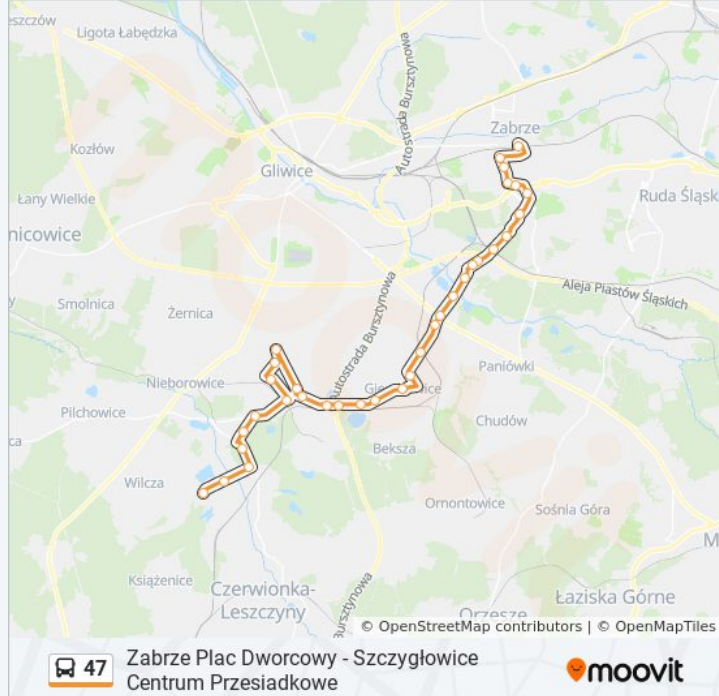 eszczów
Ligota Łabędzka
Autostrada Bursztynowa
Zabrze
Kozłów
Gliwice
Łany Wielkie
Ruda Śląsk
nicowice
Aleja Piastów Śląskich
Smolnica
Żernica
Autostrada Bursztynowa
Paniówki
Nieborowice
Pilchowice
Chudów
ca
Beksza
Wilcza
Ornontowice
Sośnia Góra
M
Książenice
Czerwionka-
Leszczyny
Bursztynowa
Łaziska Górne
Orzesze
© OpenStreetMap contributors | © OpenMapTiles
47
Zabrze Plac Dworcowy - Szczygłowice
Centrum Przesiadkowe
moovit